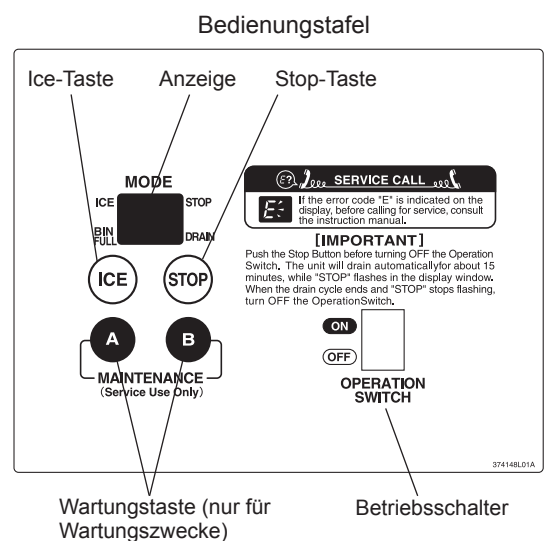 Bedienungstafel
Ice-Taste
Anzeige
Stop-Taste
MODE
ICE
STOP
BIN
FULL
DRAIN
ICE
STOP
A
B
MAINTENANCE
(Service Use Only)
E? SERVICE CALL
E
If the error code "E" is indicated on the
display, before calling for service, consult
the instruction manual.
[IMPORTANT]
Push the Stop Button before turning OFF the Operation
Switch. The unit will drain automaticallyfor about 15
minutes, while "STOP" flashes in the display window.
When the drain cycle ends and "STOP" stops flashing,
turn OFF the OperationSwitch.
ON
OFF
OPERATION
SWITCH
374148L01A
Wartungstaste (nur für
Wartungszwecke)
Betriebsschalter